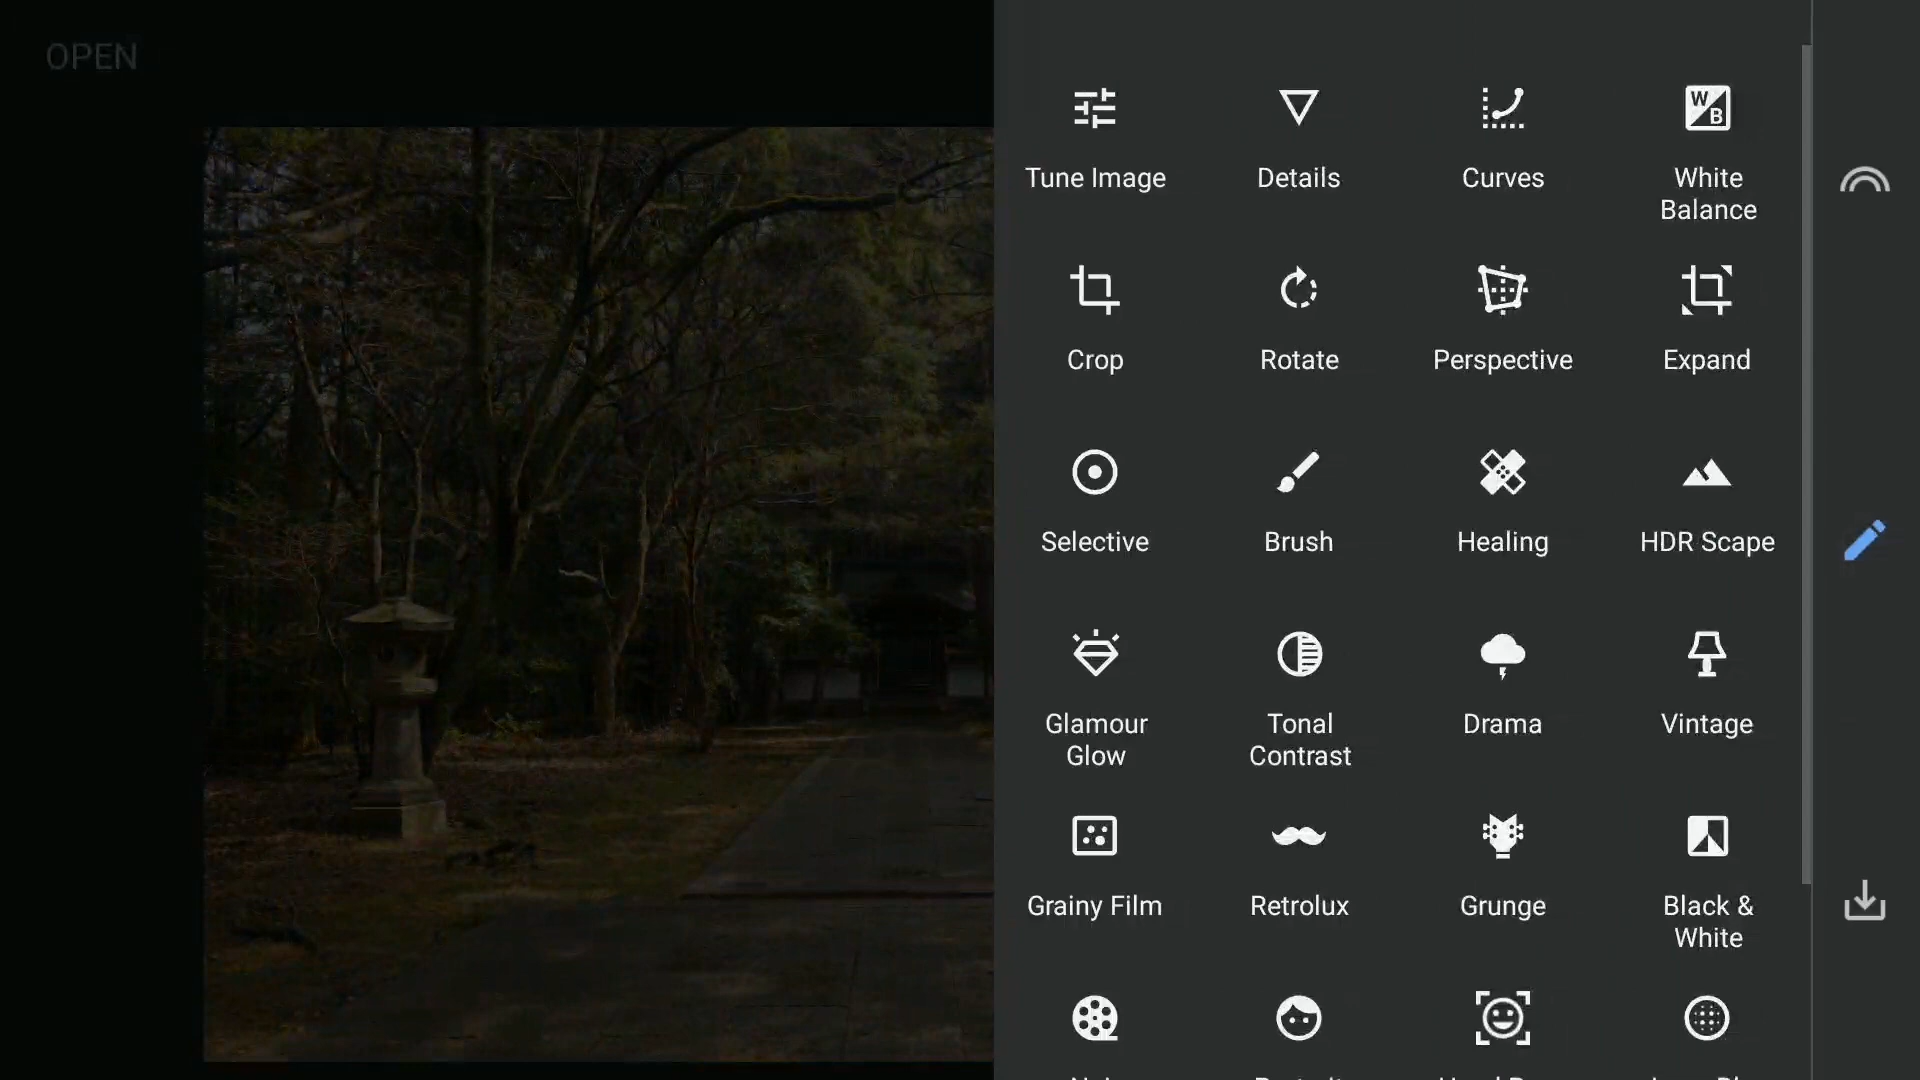 OPEN
Tune Image
Details
Curves
White
Balance
Crop
Rotate
Perspective
Expand
Selective
Brush
Healing
HDR Scape
Glamour
Glow
Tonal
Contrast
Drama
Vintage
Grainy Film
Retrolux
Grunge
Black &
White